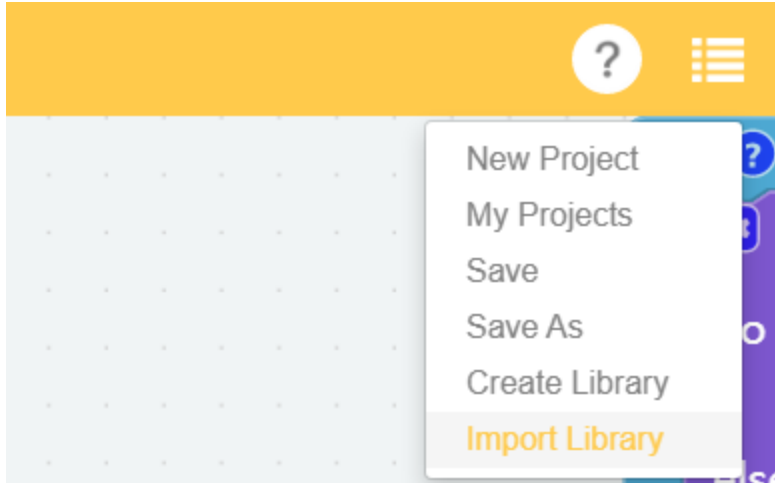 ?
New Project
?
My Projects
Save
Save As
Create Library
Import Library